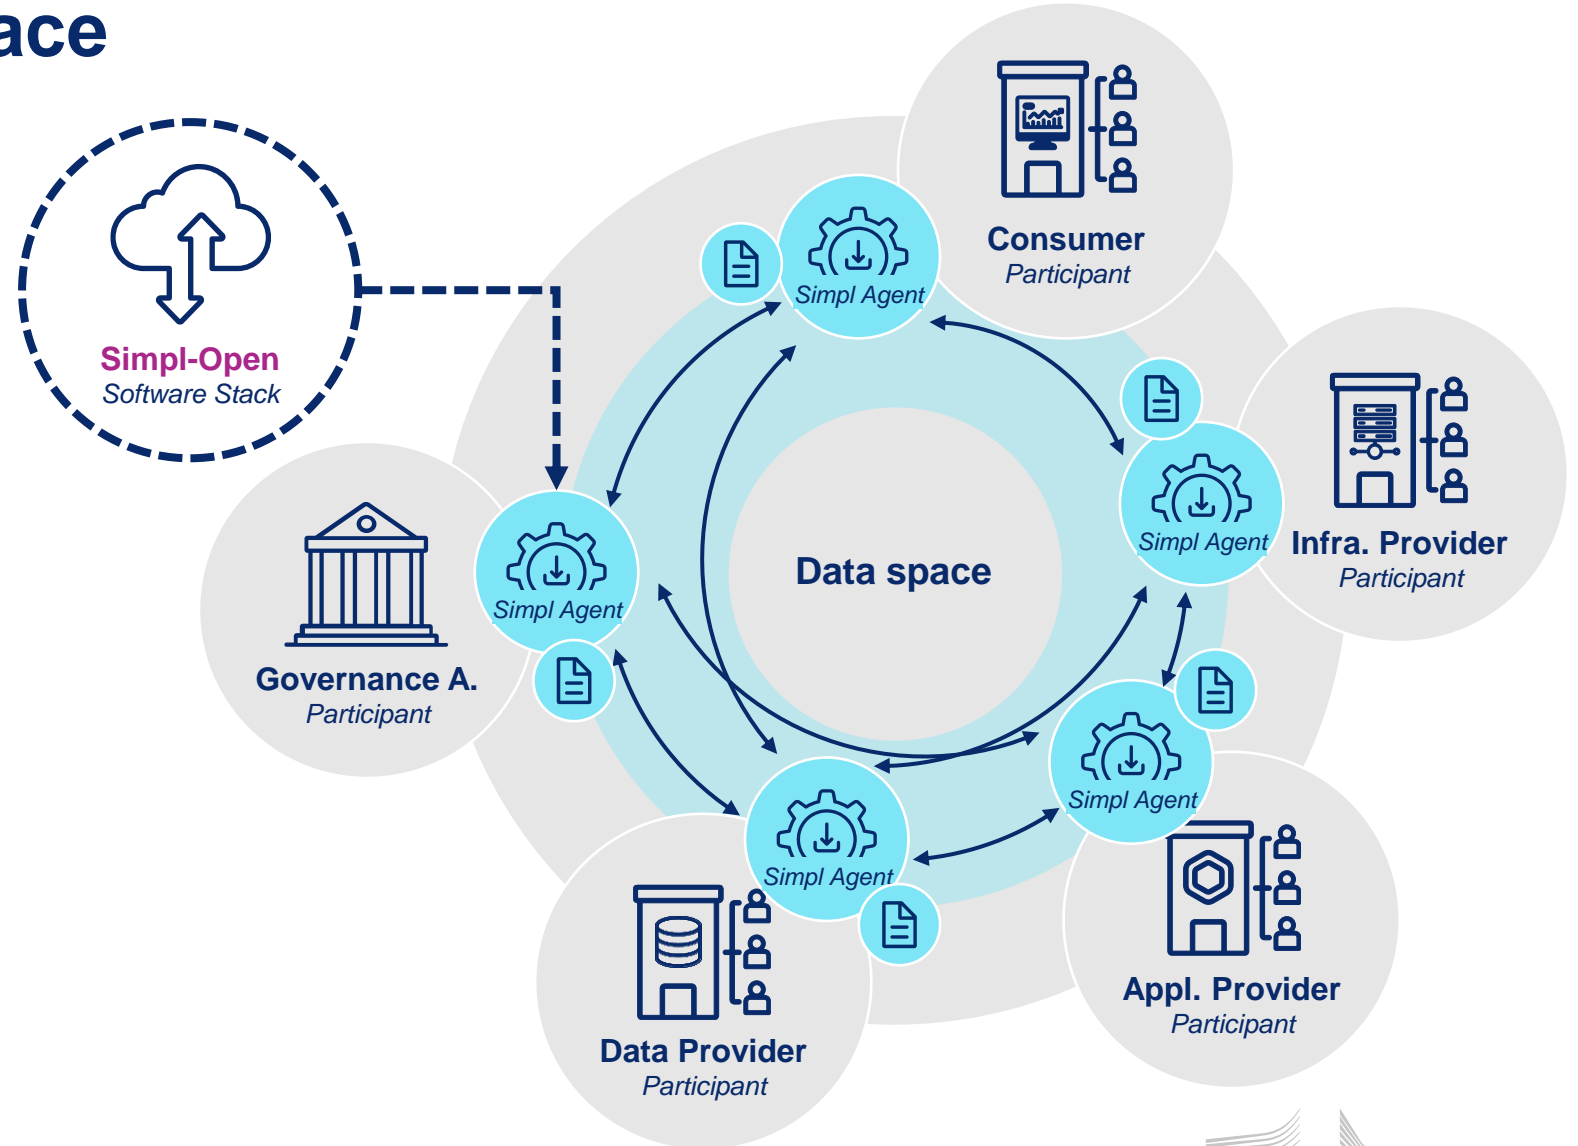 ace
Simpl-Open
Software Stack
Consumer
Participant
Simpl Agent
Infra. Provider
Participant
Simpl Agent
Data space
Governance A.
Participant
Simpl Agent
Appl. Provider
Participant
Simpl Agent
Data Provider
Participant
Simpl Agent